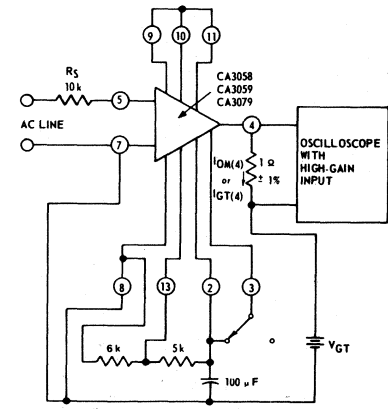 9 10 11
RS
10k
CA3058
CA3059
CA3079
5
4
AC LINE
7
IOM(4)
or
IGT(4)
1 Ω
± 1%
OSCILLOSCOPE
WITH
HIGH-GAIN
INPUT
8 13 2 3
6k
5k
VGT
100 μF